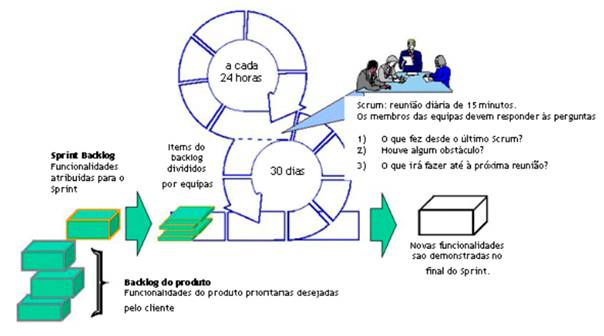 a cada
24 horas
Scrum: reunião diária de 15 minutos.
Os membros das equipas devem responder às perguntas
1) O que fez desde o último Scrum?
2) Houve algum obstáculo?
3) O que irá fazer até à próxima reunião?
Sprint Backlog
Funcionalidades
atribuidas para o
Sprint
Items do
backlog
divididos
por equipas
30 dias
Novas funcionalidades
sao demonstradas no
final do Sprint.
Backlog do produto
Funcionalidades do produto prioritárias desejadas
pelo cliente